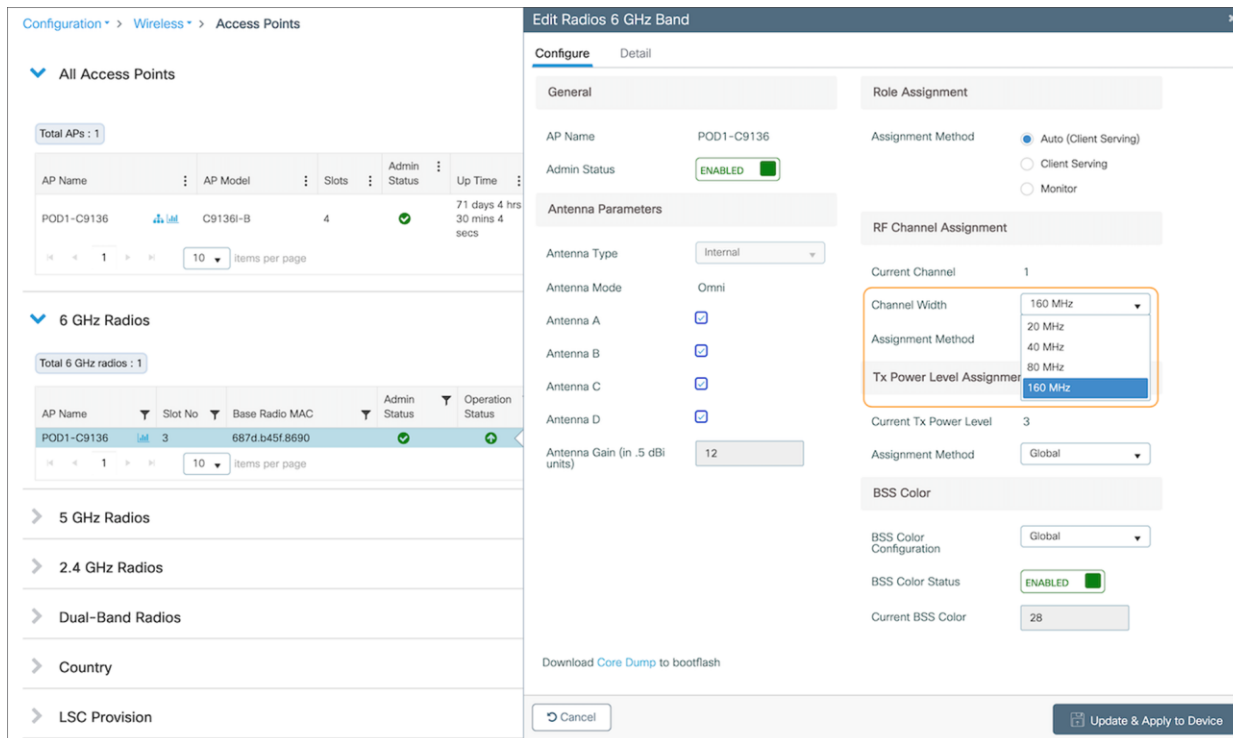 Configuration > Wireless > Access Points
All Access Points
Total APs : 1
AP Name AP Model Slots Admin Status Up Time
POD1-C9136 C9136I-B 4 71 days 4 hrs 30 mins 4 secs
1 10 items per page
6 GHz Radios
Total 6 GHz radios : 1
AP Name Slot No Base Radio MAC Admin Status Operation Status
POD1-C9136 3 687d.b45f.8690
1 10 items per page
5 GHz Radios
2.4 GHz Radios
Dual-Band Radios
Country
LSC Provision
Edit Radios 6 GHz Band
Configure Detail
General
AP Name POD1-C9136
Admin Status ENABLED
Antenna Parameters
Antenna Type Internal
Antenna Mode Omni
Antenna A
Antenna B
Antenna C
Antenna D
Antenna Gain (in .5 dBi units) 12
Download Core Dump to bootflash
Role Assignment
Assignment Method Auto (Client Serving)
Client Serving
Monitor
RF Channel Assignment
Current Channel 1
Channel Width 160 MHz
20 MHz
Assignment Method 40 MHz
80 MHz
Tx Power Level Assignmer 160 MHz
Current Tx Power Level 3
Assignment Method Global
BSS Color
BSS Color Configuration Global
BSS Color Status ENABLED
Current BSS Color 28
Cancel
Update & Apply to Device